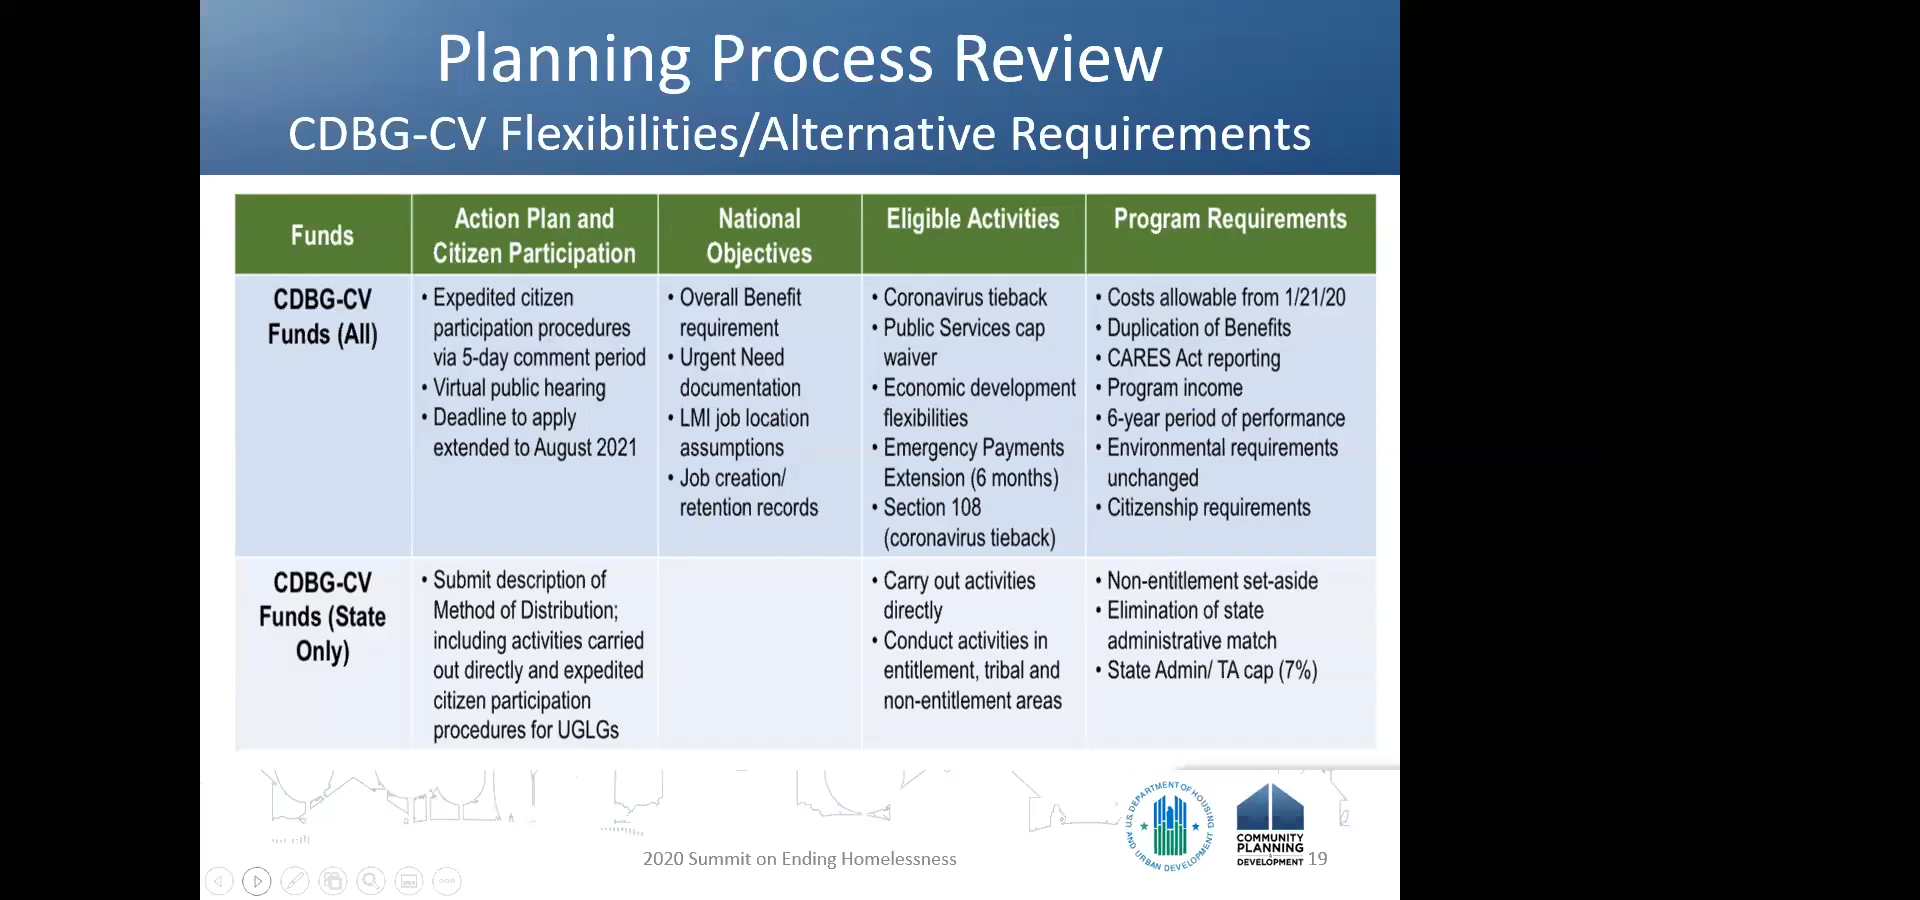 Planning Process Review
CDBG-CV Flexibilities/Alternative Requirements
Funds
Action Plan and
Citizen Participation
National
Objectives
Eligible Activities
Program Requirements
CDBG-CV
Funds (All)
• Expedited citizen
participation procedures
via 5-day comment period
• Virtual public hearing
• Deadline to apply
extended to August 2021
• Overall Benefit
requirement
• Urgent Need
documentation
• LMI job location
assumptions
• Job creation/
retention records
• Coronavirus tieback
• Public Services cap
waiver
• Economic development
flexibilities
• Emergency Payments
Extension (6 months)
• Section 108
(coronavirus tieback)
• Costs allowable from 1/21/20
• Duplication of Benefits
• CARES Act reporting
• Program income
• 6-year period of performance
• Environmental requirements
unchanged
• Citizenship requirements
CDBG-CV
Funds (State
Only)
• Submit description of
Method of Distribution;
including activities carried
out directly and expedited
citizen participation
procedures for UGLGs
• Carry out activities
directly
• Conduct activities in
entitlement, tribal and
non-entitlement areas
• Non-entitlement set-aside
• Elimination of state
administrative match
• State Admin/ TA cap (7%)
2020 Summit on Ending Homelessness
U.S. DEPARTMENT OF HOUSING
AND URBAN DEVELOPMENT
COMMUNITY
PLANNING
DEVELOPMENT
19